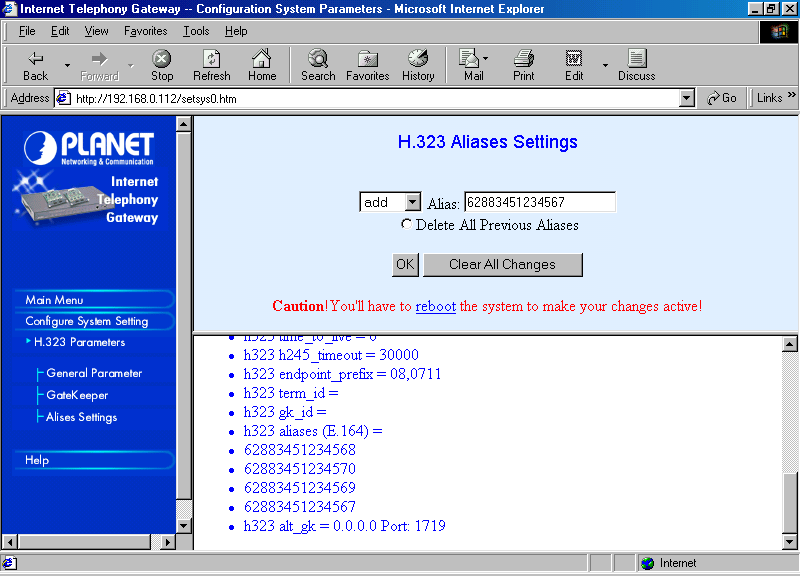 Internet Telephony Gateway -- Configuration System Parameters - Microsoft Internet Explorer
File Edit View Favorites Tools Help
Back Forward Stop Refresh Home Search Favorites History Mail Print Edit Discuss
Address http://192.168.0.112/setsys0.htm Go Links »
PLANET
Networking & Communication
Internet
Telephony
Gateway
Main Menu
Configure System Setting
H.323 Parameters
General Parameter
GateKeeper
Alises Settings
Help
H.323 Aliases Settings
add Alias: 62883451234567
Delete All Previous Aliases
OK Clear All Changes
Caution! You'll have to reboot the system to make your changes active!
h323 time_to_live = 0
h323 h245_timeout = 30000
h323 endpoint_prefix = 08,0711
h323 term_id =
h323 gk_id =
h323 aliases (E.164) =
62883451234568
62883451234570
62883451234569
62883451234567
h323 alt_gk = 0.0.0.0 Port: 1719
Internet